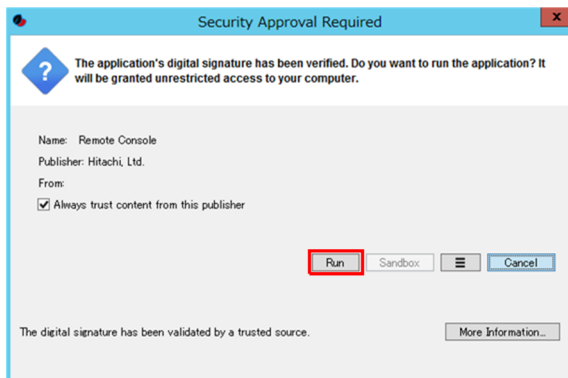 Security Approval Required
x
?
The application's digital signature has been verified. Do you want to run the application? It
will be granted unrestricted access to your computer.
Name: Remote Console
Publisher: Hitachi, Ltd.
From:
Always trust content from this publisher
Run Sandbox Cancel
The digital signature has been validated by a trusted source. More Information...